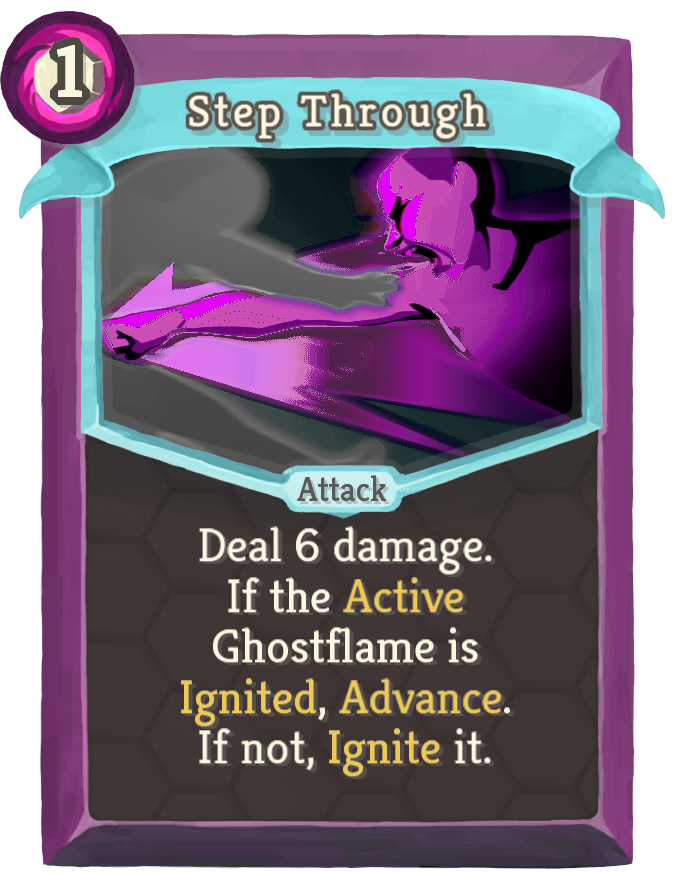 1
Step Through
Attack
Deal 6 damage.
If the Active
Ghostflame is
Ignited, Advance.
If not, Ignite it.